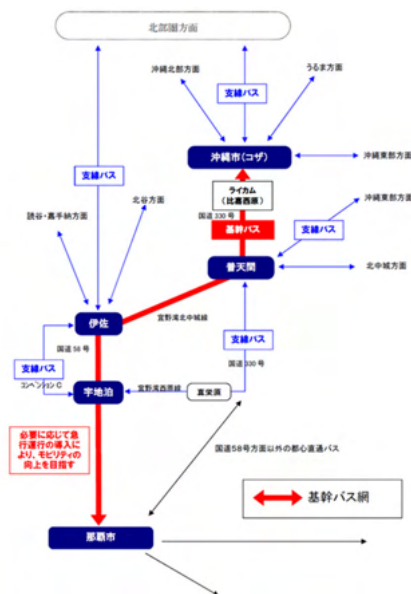 北部圏方面
沖縄北部方面
うるま方面
支線バス
沖縄市(コザ)
沖縄東部方面
ライカム
(比嘉西原)
国道 330 号
基幹バス
支線バス
北谷方面
読谷・嘉手納方面
沖縄東部方面
支線バス
普天間
北中城方面
伊佐
宜野湾北中城線
国道 58 号
支線バス
コンベンションC
支線バス
国道330 号
宇地泊
宜野湾西原線
真栄原
必要に応じて急
行運行の導入に
より、モビリティの
向上を目指す
国道58号方面以外の都心直通バス
基幹バス網
那覇市